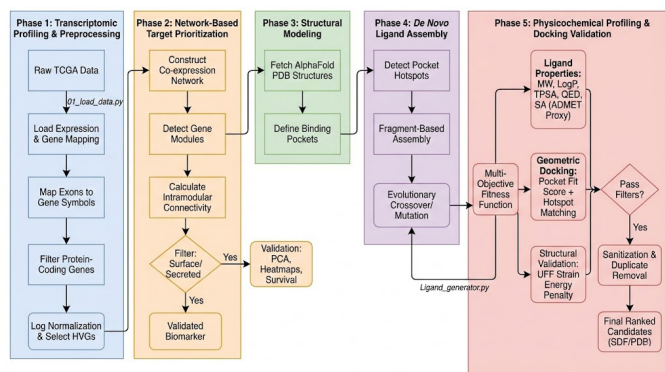 Phase 1: Transcriptomic
Profiling & Preprocessing
Raw TCGA Data
01_load_data.py
Load Expression
& Gene Mapping
Map Exons to
Gene Symbols
Filter Protein-
Coding Genes
Log Normalization
& Select HVGs
Phase 2: Network-Based
Target Prioritization
Construct
Co-expression
Network
Detect Gene
Modules
Calculate
Intramodular
Connectivity
Filter:
Surface/
Secreted
Yes
Yes
Validated
Biomarker
Validation:
PCA,
Heatmaps,
Survival
Phase 3: Structural
Modeling
Fetch AlphaFold
PDB Structures
Define Binding
Pockets
Phase 4: De Novo
Ligand Assembly
Detect Pocket
Hotspots
Fragment-Based
Assembly
Evolutionary
Crossover/
Mutation
Ligand_generator.py
Phase 5: Physicochemical Profiling &
Docking Validation
Multi-
Objective
Fitness
Function
Ligand
Properties:
MW, LogP,
TPSA, QED,
SA (ADMET
Proxy)
Geometric
Docking:
Pocket Fit
Score +
Hotspot
Matching
Structural
Validation:
UFF Strain
Energy
Penalty
Pass
Filters?
Yes
Sanitization &
Duplicate
Removal
Final Ranked
Candidates
(SDF/PDB)